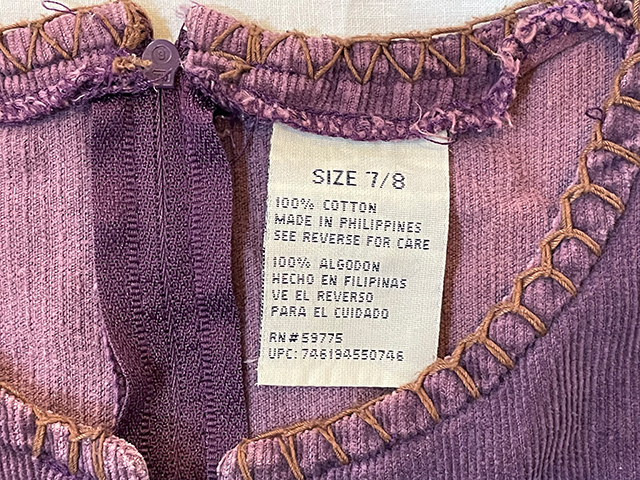 SIZE 7/8
100% COTTON
MADE IN PHILIPPINES
SEE REVERSE FOR CARE
100% ALGODON
HECHO EN FILIPINAS
VE EL REVERSO
PARA EL CUIDADO
RN#59775
UPC:746194550746